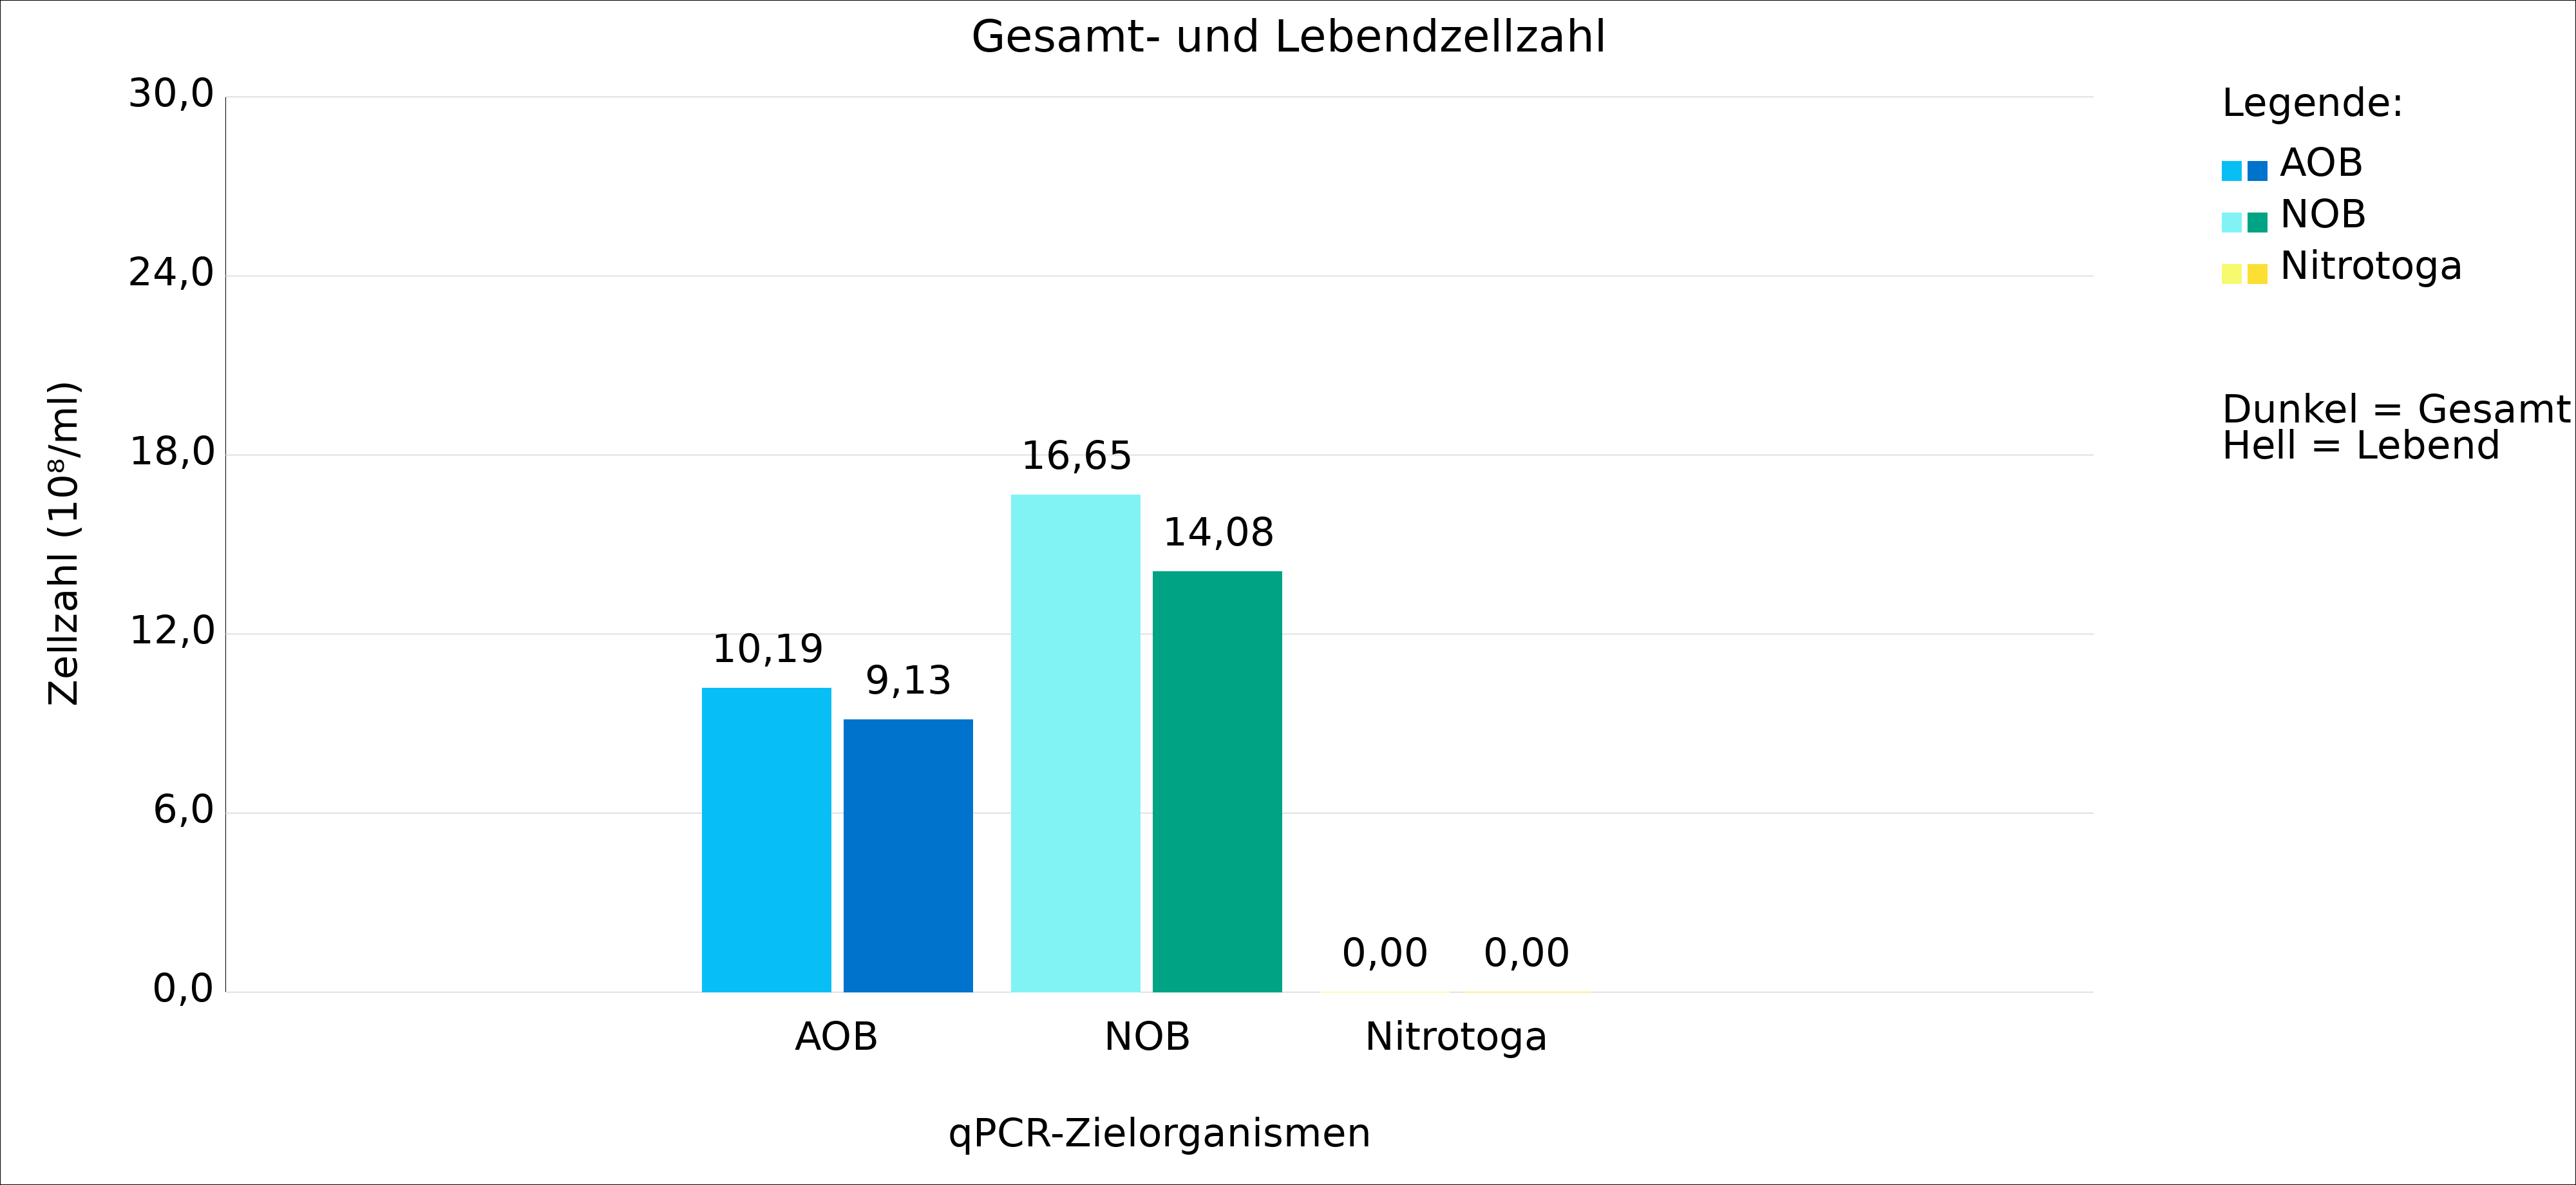 Gesamt- und Lebendzellzahl
Zellzahl (10⁸/ml)
30,0
24,0
18,0
12,0
6,0
0,0
10,19
9,13
16,65
14,08
0,00
0,00
AOB
NOB
Nitrotoga
qPCR-Zielorganismen
Legende:
AOB
NOB
Nitrotoga
Dunkel = Gesamt
Hell = Lebend